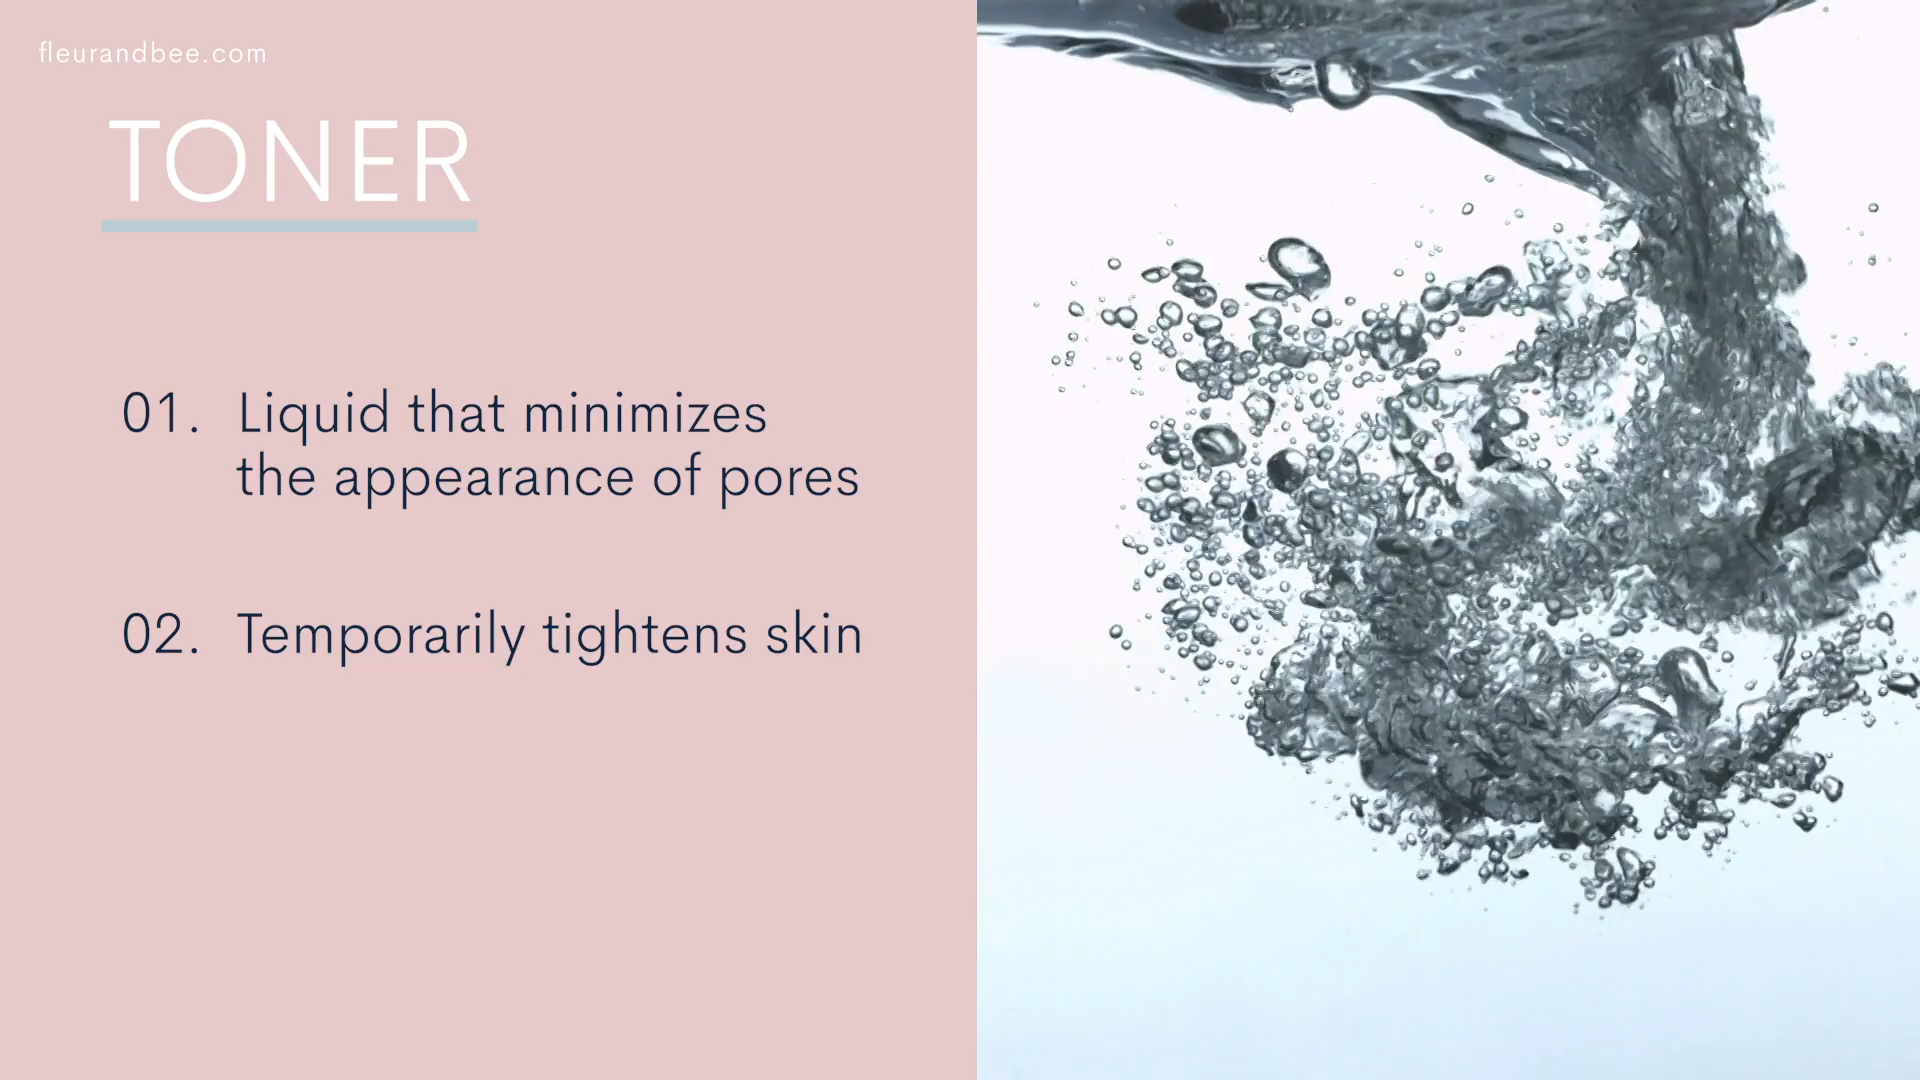 fleurandbee.com
TONER
01. Liquid that minimizes
the appearance of pores
02. Temporarily tightens skin